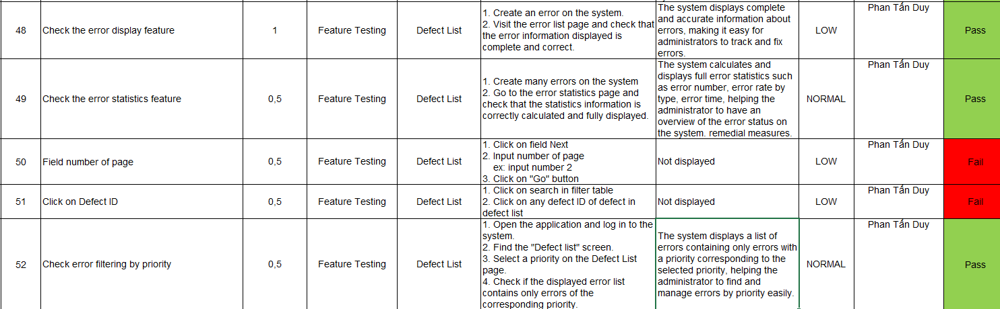 48
Check the error display feature
1
Feature Testing
Defect List
1. Create an error on the system.
2. Visit the error list page and check that
the error information displayed is
complete and correct.
The system displays complete
and accurate information about
errors, making it easy for
administrators to track and fix
errors.
LOW
Phan Tấn Duy
Pass
49
Check the error statistics feature
0,5
Feature Testing
Defect List
1. Create many errors on the system
2. Go to the error statistics page and
check that the statistics information is
correctly calculated and fully displayed.
The system calculates and
displays full error statistics such
as error number, error rate by
type, error time, helping the
administrator to have an
overview of the error status on
the system. remedial measures.
NORMAL
Phan Tấn Duy
Pass
50
Field number of page
0,5
Feature Testing
Defect List
1. Click on field Next
2. Input number of page
ex: input number 2
3. Click on "Go" button
Not displayed
LOW
Phan Tấn Duy
Fail
51
Click on Defect ID
0,5
Feature Testing
Defect List
1. Click on search in filter table
2. Click on any defect ID of defect in
defect list
Not displayed
LOW
Phan Tấn Duy
Fail
52
Check error filtering by priority
0,5
Feature Testing
Defect List
1. Open the application and log in to the
system.
2. Find the "Defect list" screen.
3. Select a priority on the Defect List
page.
4. Check if the displayed error list
contains only errors of the
corresponding priority.
The system displays a list of
errors containing only errors with
a priority corresponding to the
selected priority, helping the
administrator to find and
manage errors by priority easily.
NORMAL
Phan Tấn Duy
Pass